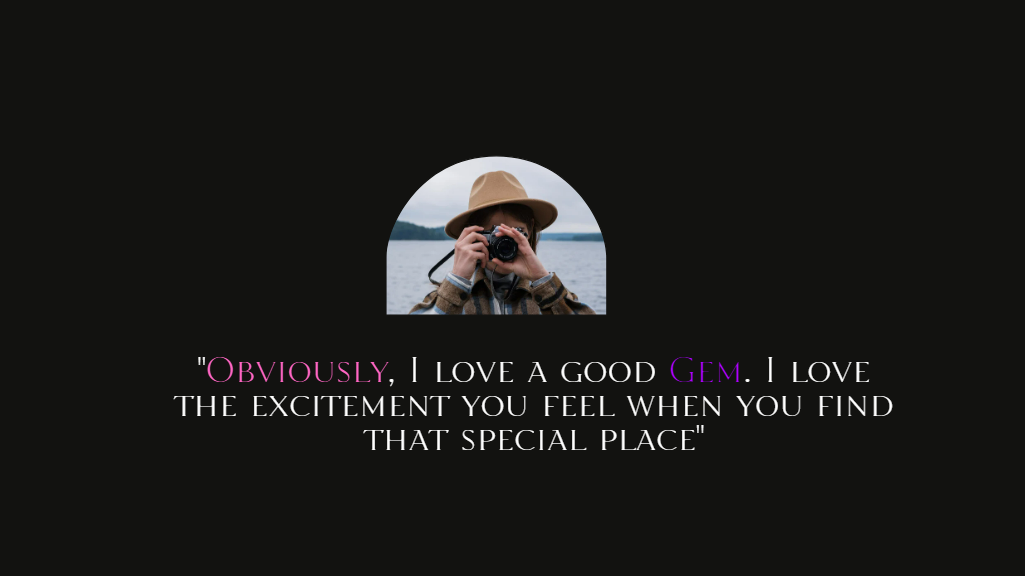 "Obviously, I love a good Gem. I love
the excitement you feel when you find
that special place"